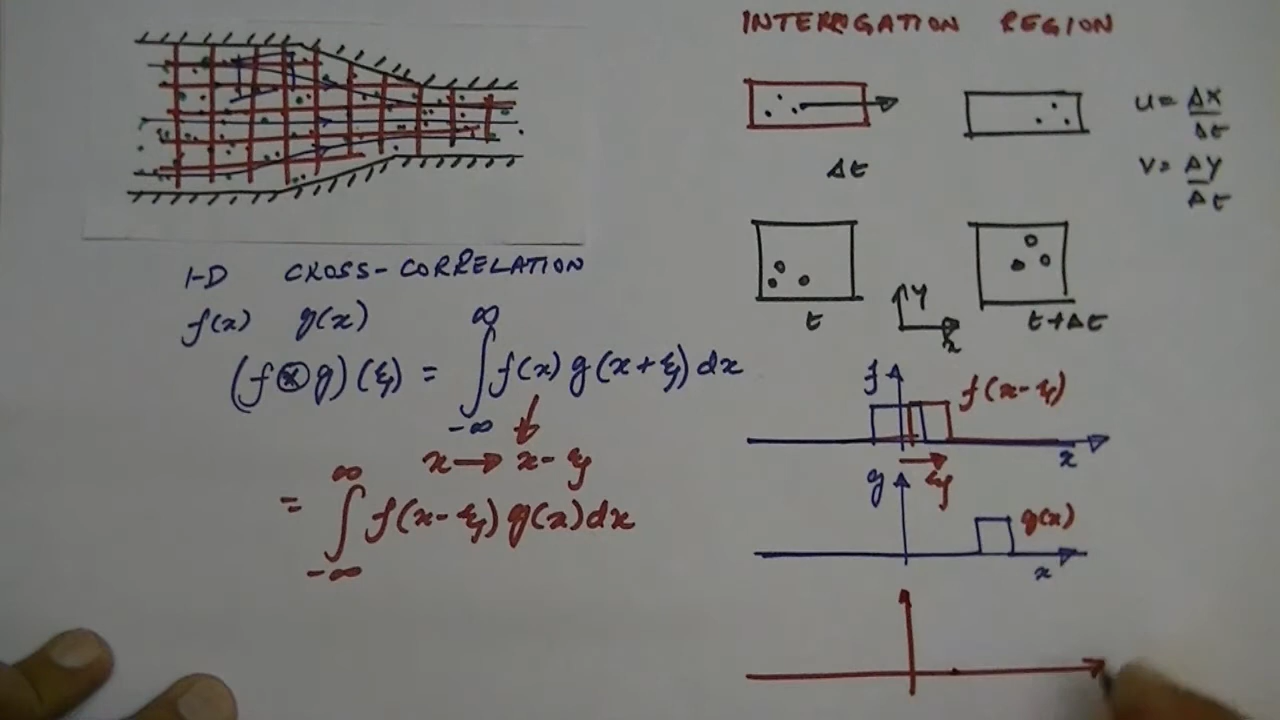 INTERROGATION REGION
Δt
u = Δx/Δt
v = Δy/Δt
t
y
x
t+Δt
1-D CROSS-CORRELATION
f(x) g(x)
(f⊛g)(ξ) = ∫_{-∞}^{∞} f(x) g(x+ξ) dx
x → x-ξ
= ∫_{-∞}^{∞} f(x-ξ) g(x) dx
f
f(x-ξ)
x
ξ
g
g(x)
x